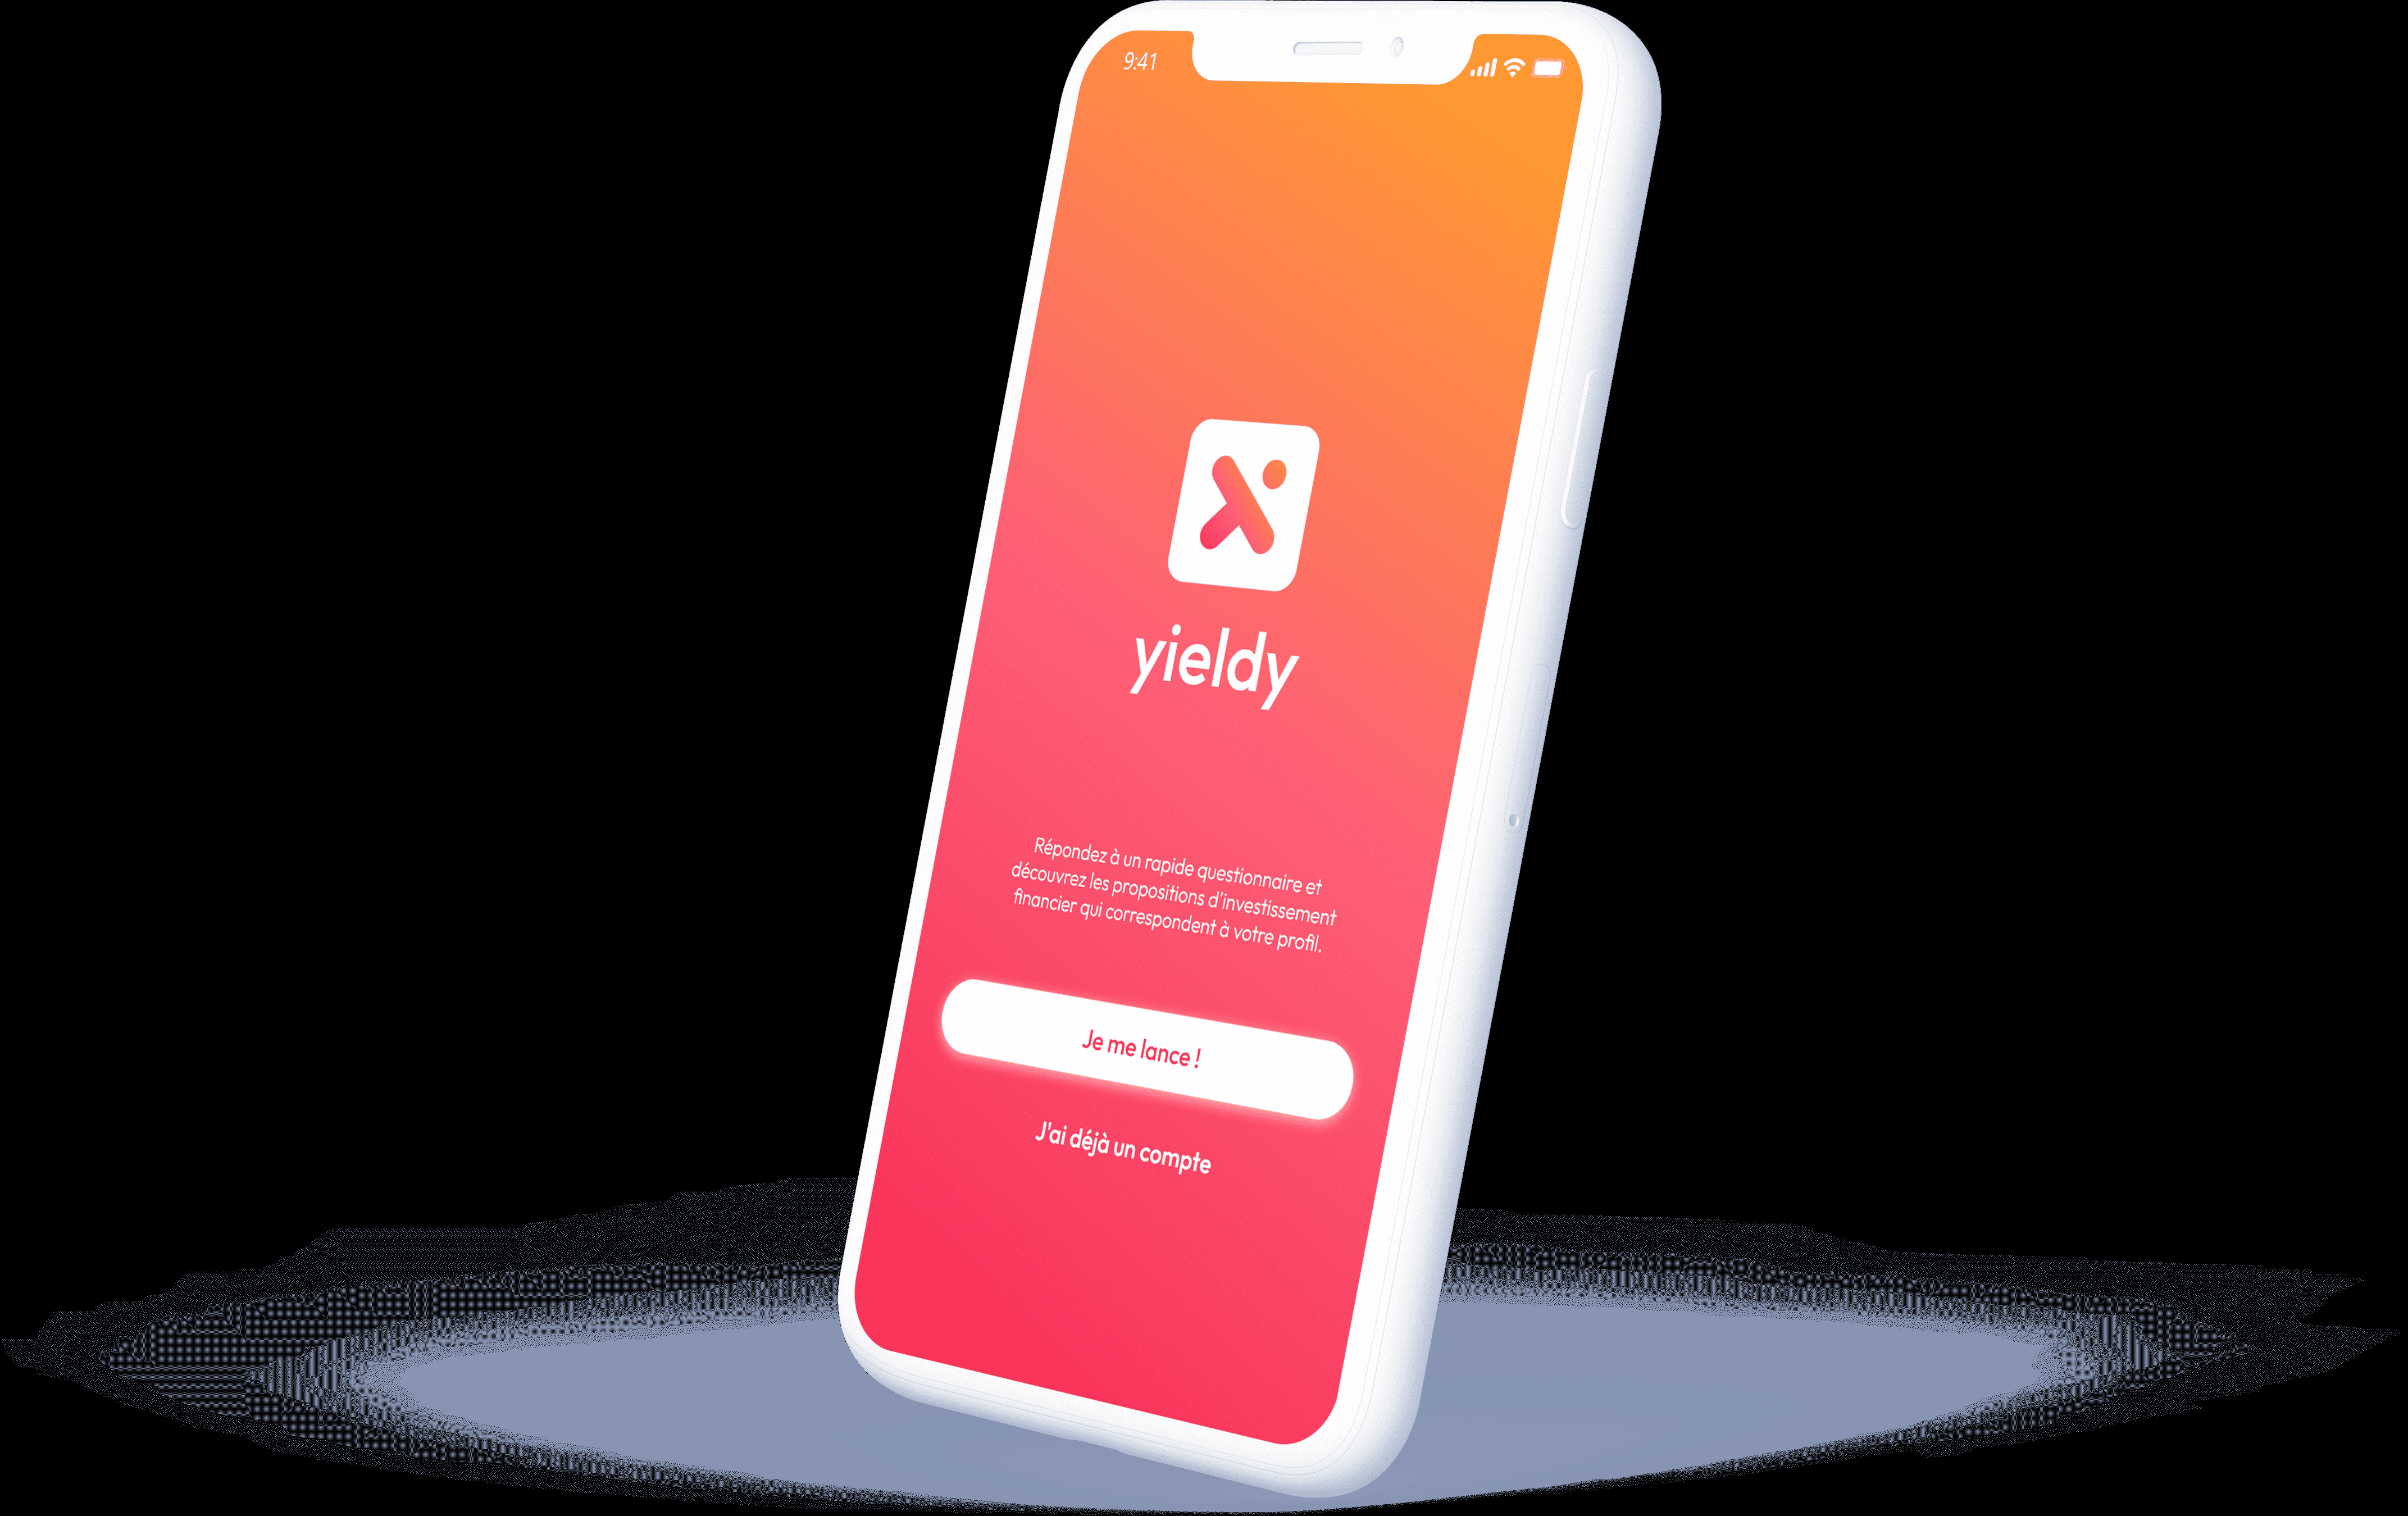 9:41
yieldy
Répondez à un rapide questionnaire et
découvrez les propositions d'investissement
financier qui correspondent à votre profil.
Je me lance !
J'ai déjà un compte